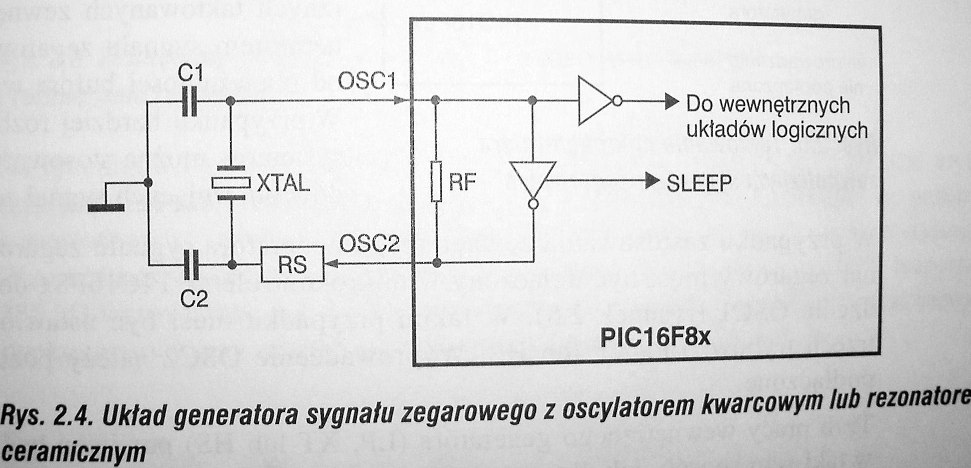 C1
OSC1
Do wewnętrznych
układów logicznych
XTAL
RF
SLEEP
OSC2
RS
C2
PIC16F8x
Rys. 2.4. Układ generatora sygnału zegarowego z oscylatorem kwarcowym lub rezonatore
ceramicznym